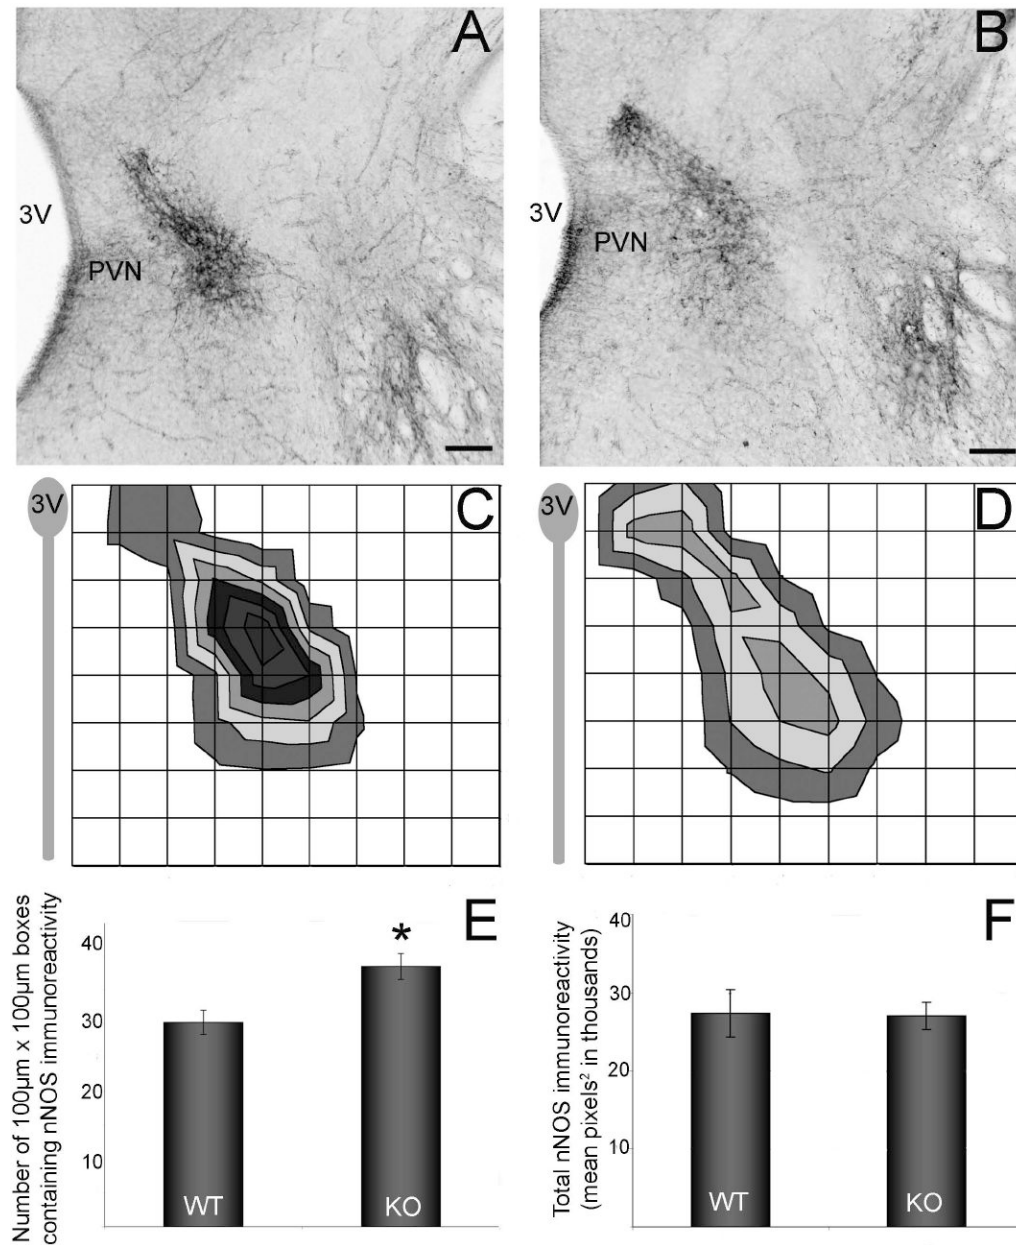 A
3V
PVN
B
3V
PVN
C
3V
D
3V
E
Number of 100µm x 100µm boxes
containing nNOS immunoreactivity
40
30
20
10
*
WT
KO
F
Total nNOS immunoreactivity
(mean pixels² in thousands)
40
30
20
10
WT
KO